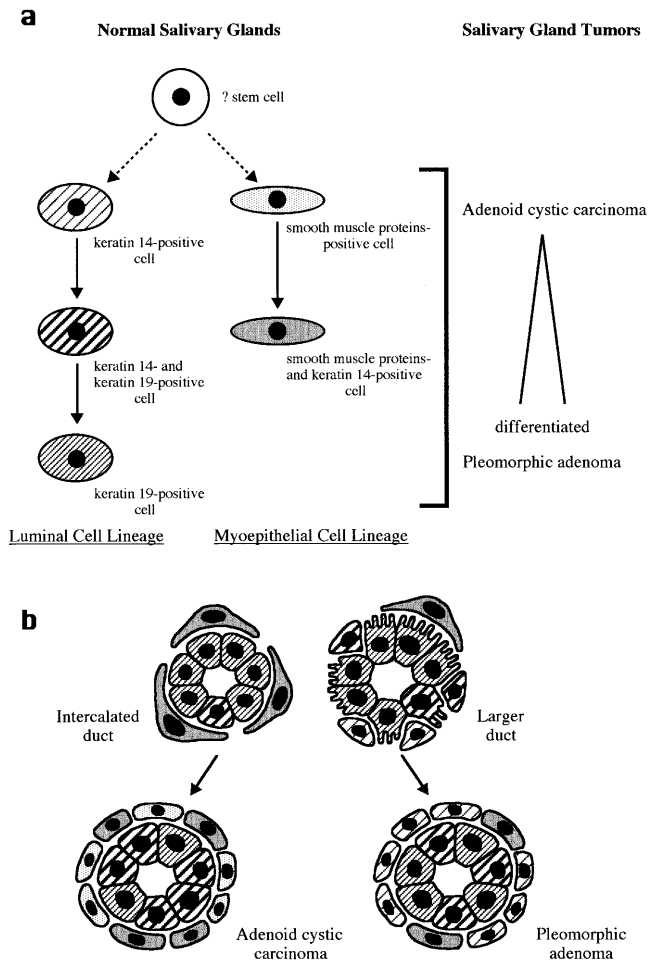 a
Normal Salivary Glands
Salivary Gland Tumors
? stem cell
keratin 14-positive
cell
smooth muscle proteins-
positive cell
Adenoid cystic carcinoma
keratin 14- and
keratin 19-positive
cell
smooth muscle proteins-
and keratin 14-positive
cell
differentiated
Pleomorphic adenoma
keratin 19-positive
cell
Luminal Cell Lineage
Myoepithelial Cell Lineage
b
Intercalated
duct
Larger
duct
Adenoid cystic
carcinoma
Pleomorphic
adenoma